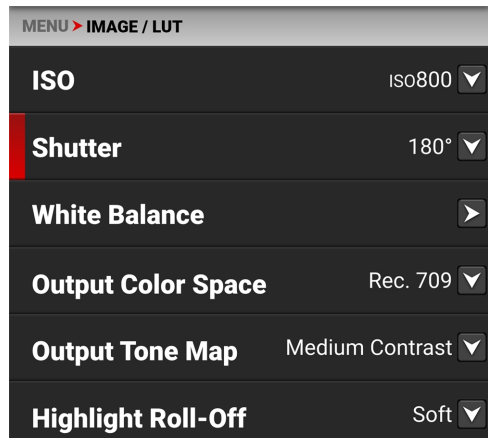 MENU > IMAGE / LUT
ISO ISO800
Shutter 180°
White Balance
Output Color Space Rec. 709
Output Tone Map Medium Contrast
Highlight Roll-Off Soft